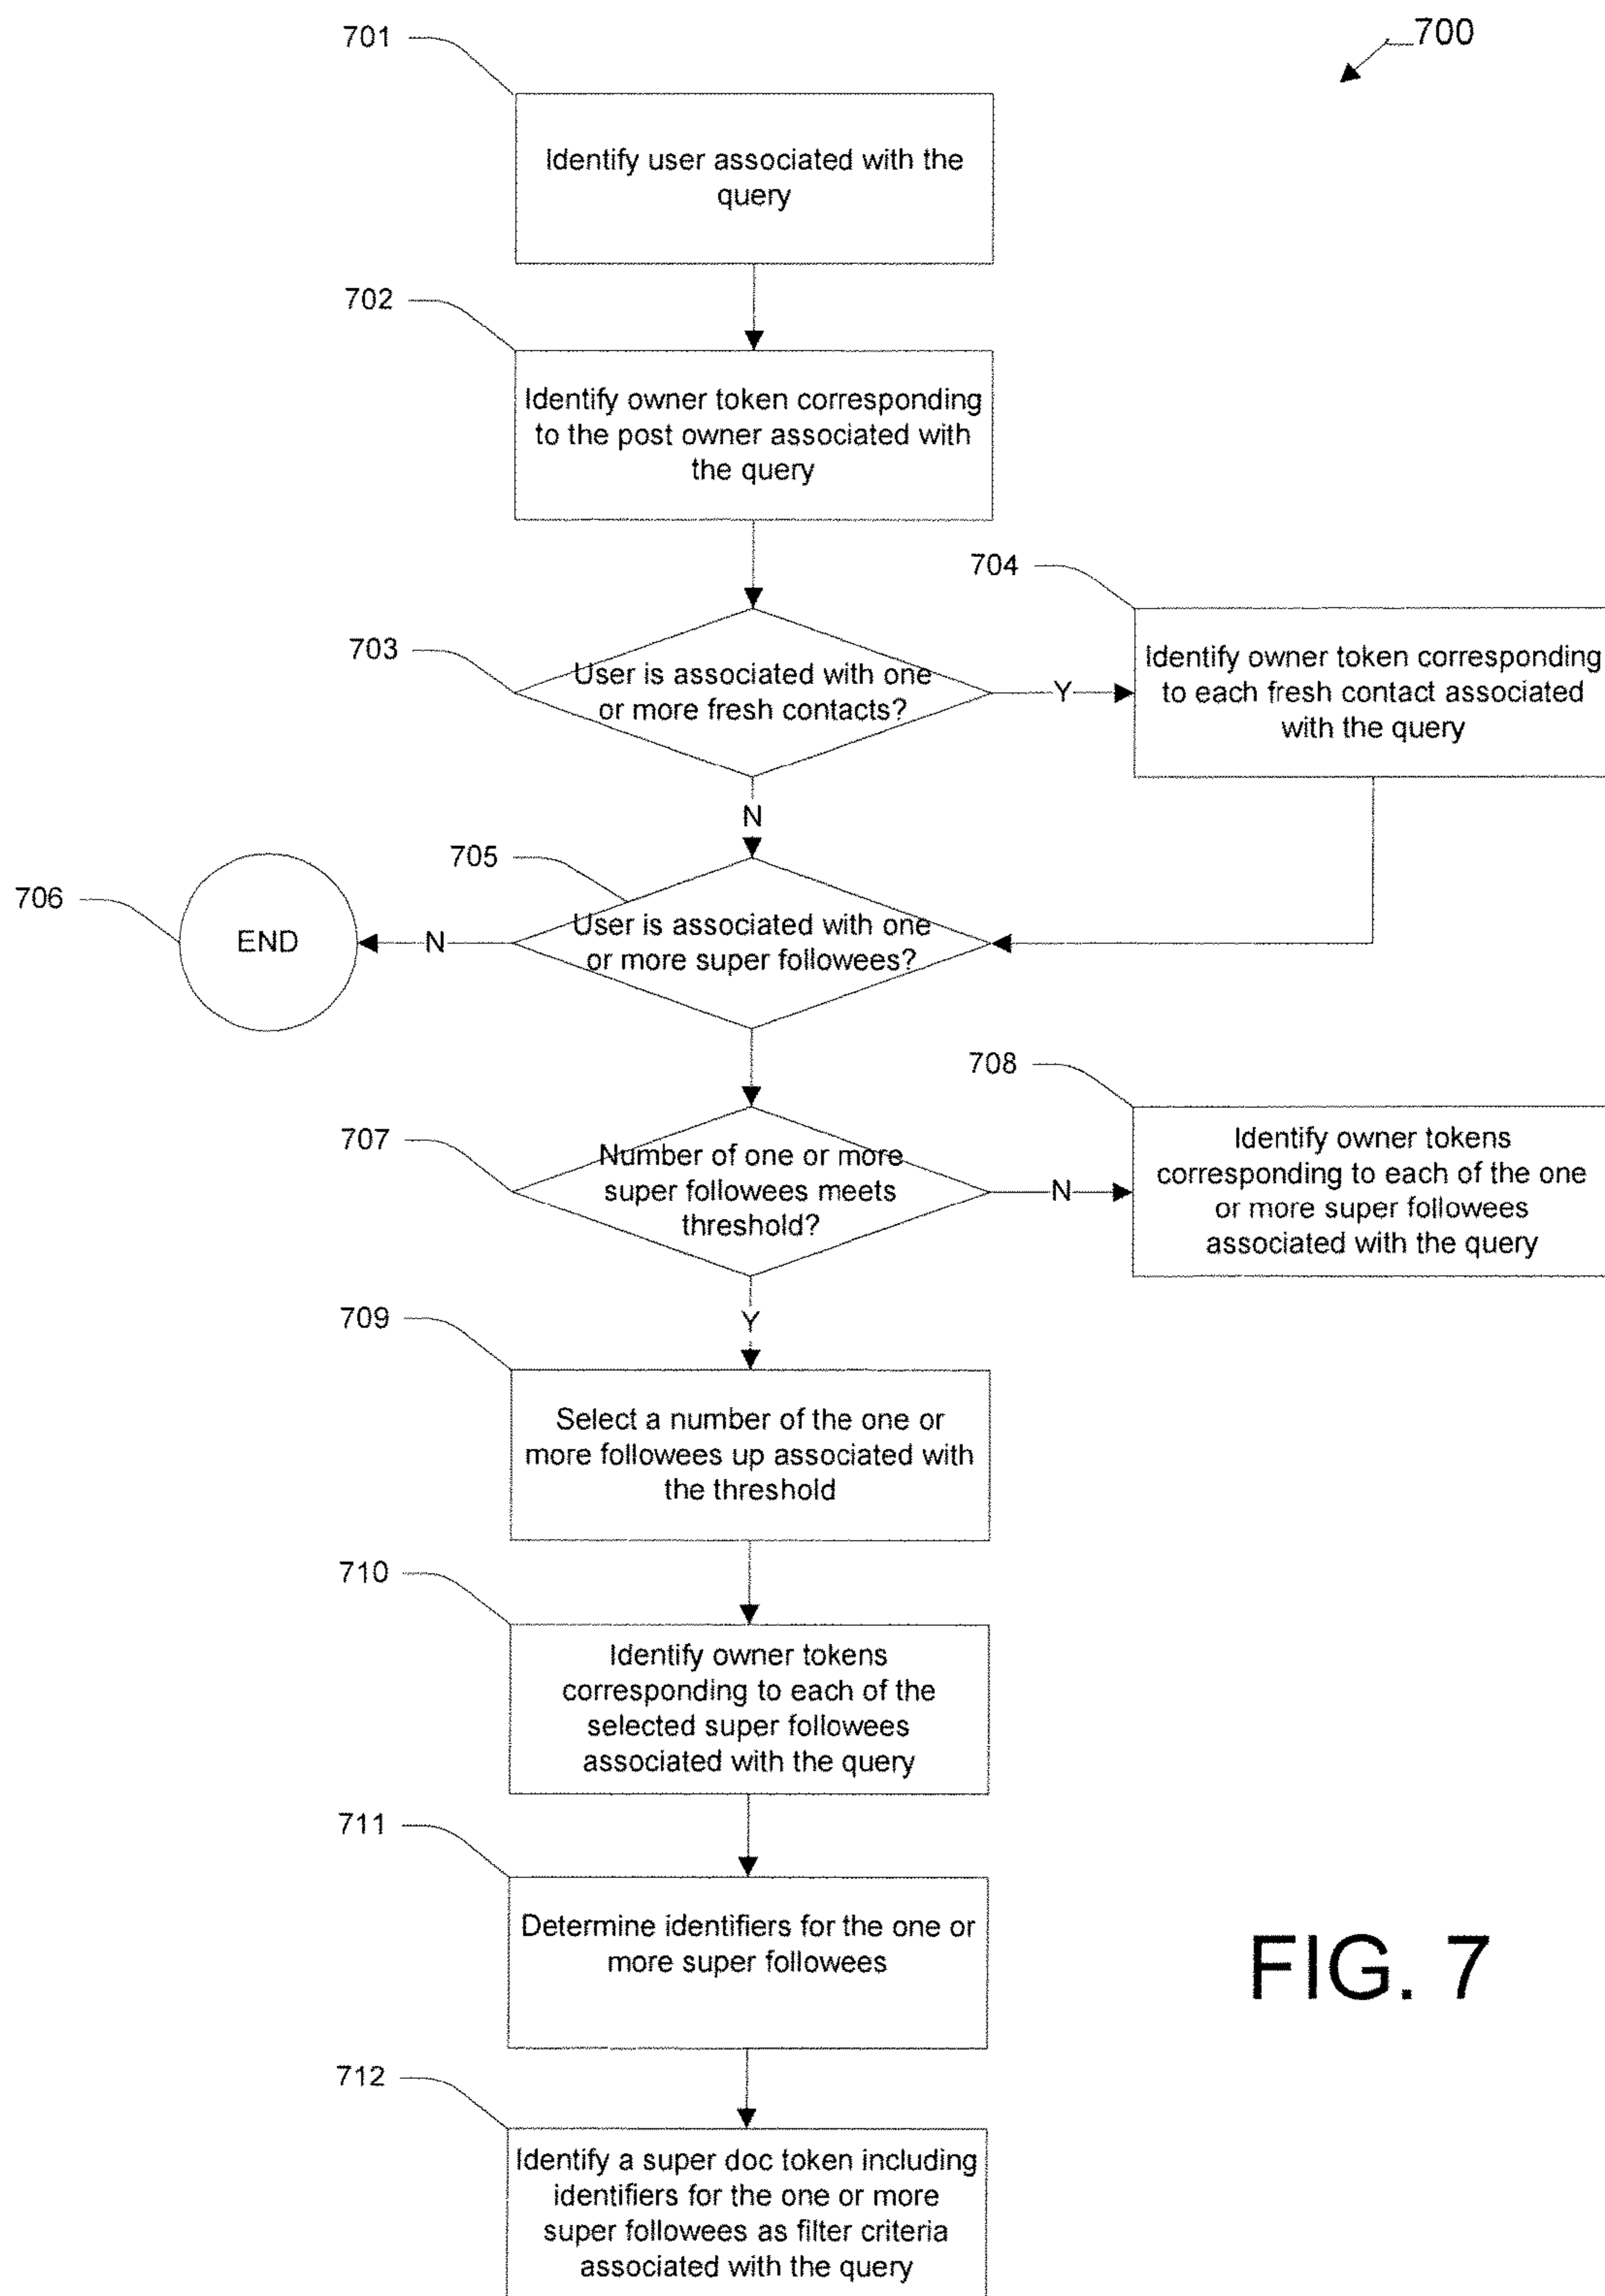 700
701
Identify user associated with the
query
702
Identify owner token corresponding
to the post owner associated with
the query
703
User is associated with one
or more fresh contacts?
Y
704
Identify owner token corresponding
to each fresh contact associated
with the query
N
705
User is associated with one
or more super followees?
N
706
END
707
Number of one or more
super followees meets
threshold?
N
708
Identify owner tokens
corresponding to each of the one
or more super followees
associated with the query
Y
709
Select a number of the one or
more followees up associated with
the threshold
710
Identify owner tokens
corresponding to each of the
selected super followees
associated with the query
711
Determine identifiers for the one or
more super followees
712
Identify a super doc token including
identifiers for the one or more
super followees as filter criteria
associated with the query
FIG. 7